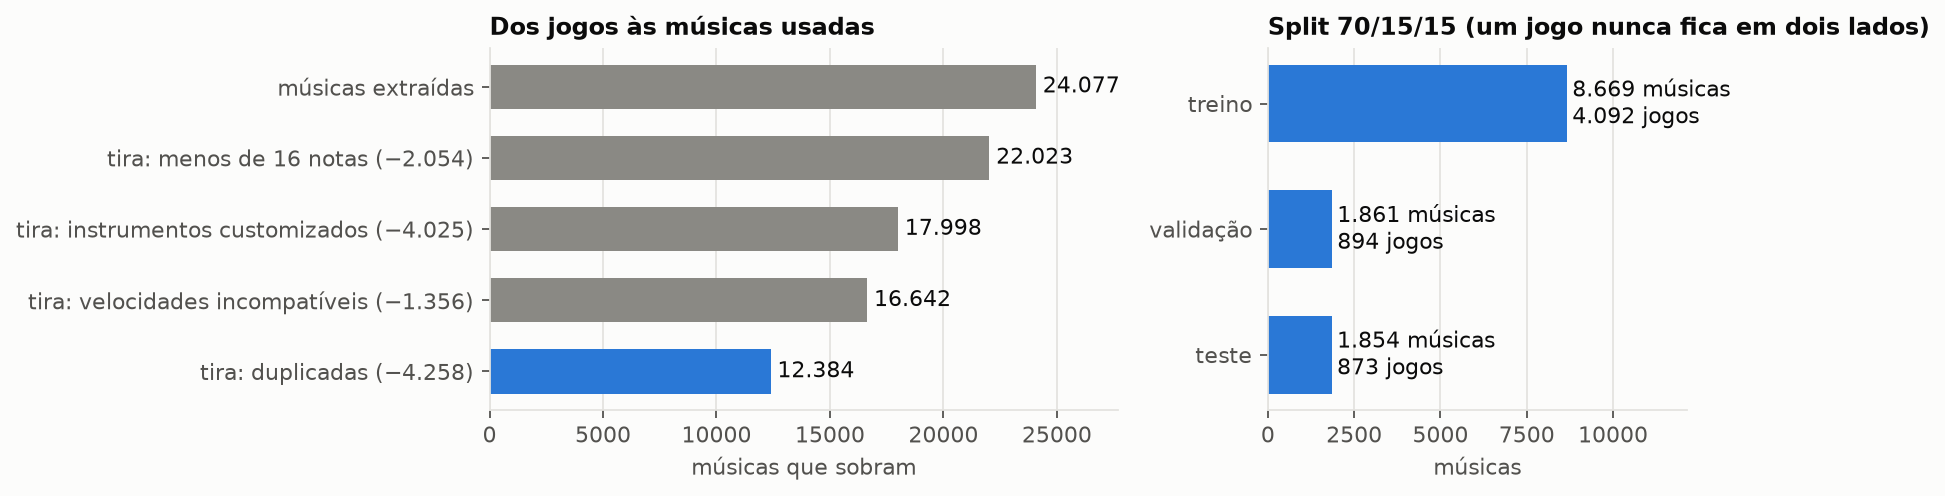 Dos jogos às músicas usadas
músicas extraídas
24.077
tira: menos de 16 notas (−2.054)
22.023
tira: instrumentos customizados (−4.025)
17.998
tira: velocidades incompatíveis (−1.356)
16.642
tira: duplicadas (−4.258)
12.384
0 5000 10000 15000 20000 25000
músicas que sobram
Split 70/15/15 (um jogo nunca fica em dois lados)
treino
8.669 músicas
4.092 jogos
validação
1.861 músicas
894 jogos
teste
1.854 músicas
873 jogos
0 2500 5000 7500 10000
músicas